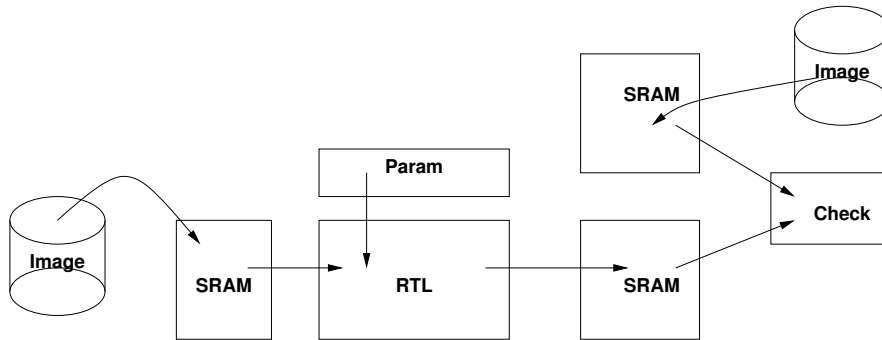 Image
SRAM
Param
Check
Image
SRAM
RTL
SRAM